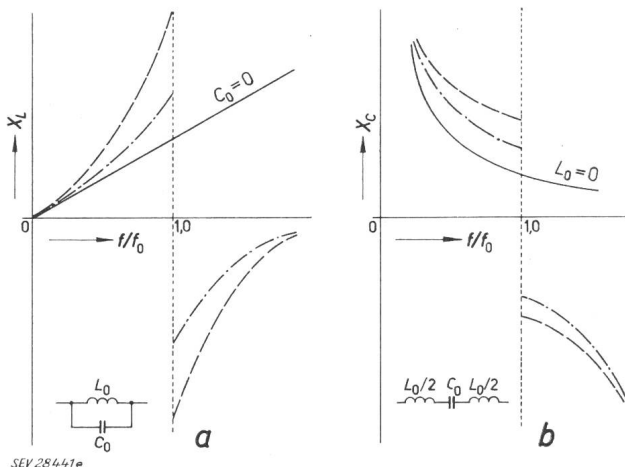 X_L
C_0=0
0
1,0
f/f_0
L_0
C_0
a
X_C
L_0=0
0
1,0
f/f_0
L_0/2 C_0 L_0/2
b
SEV 28441e